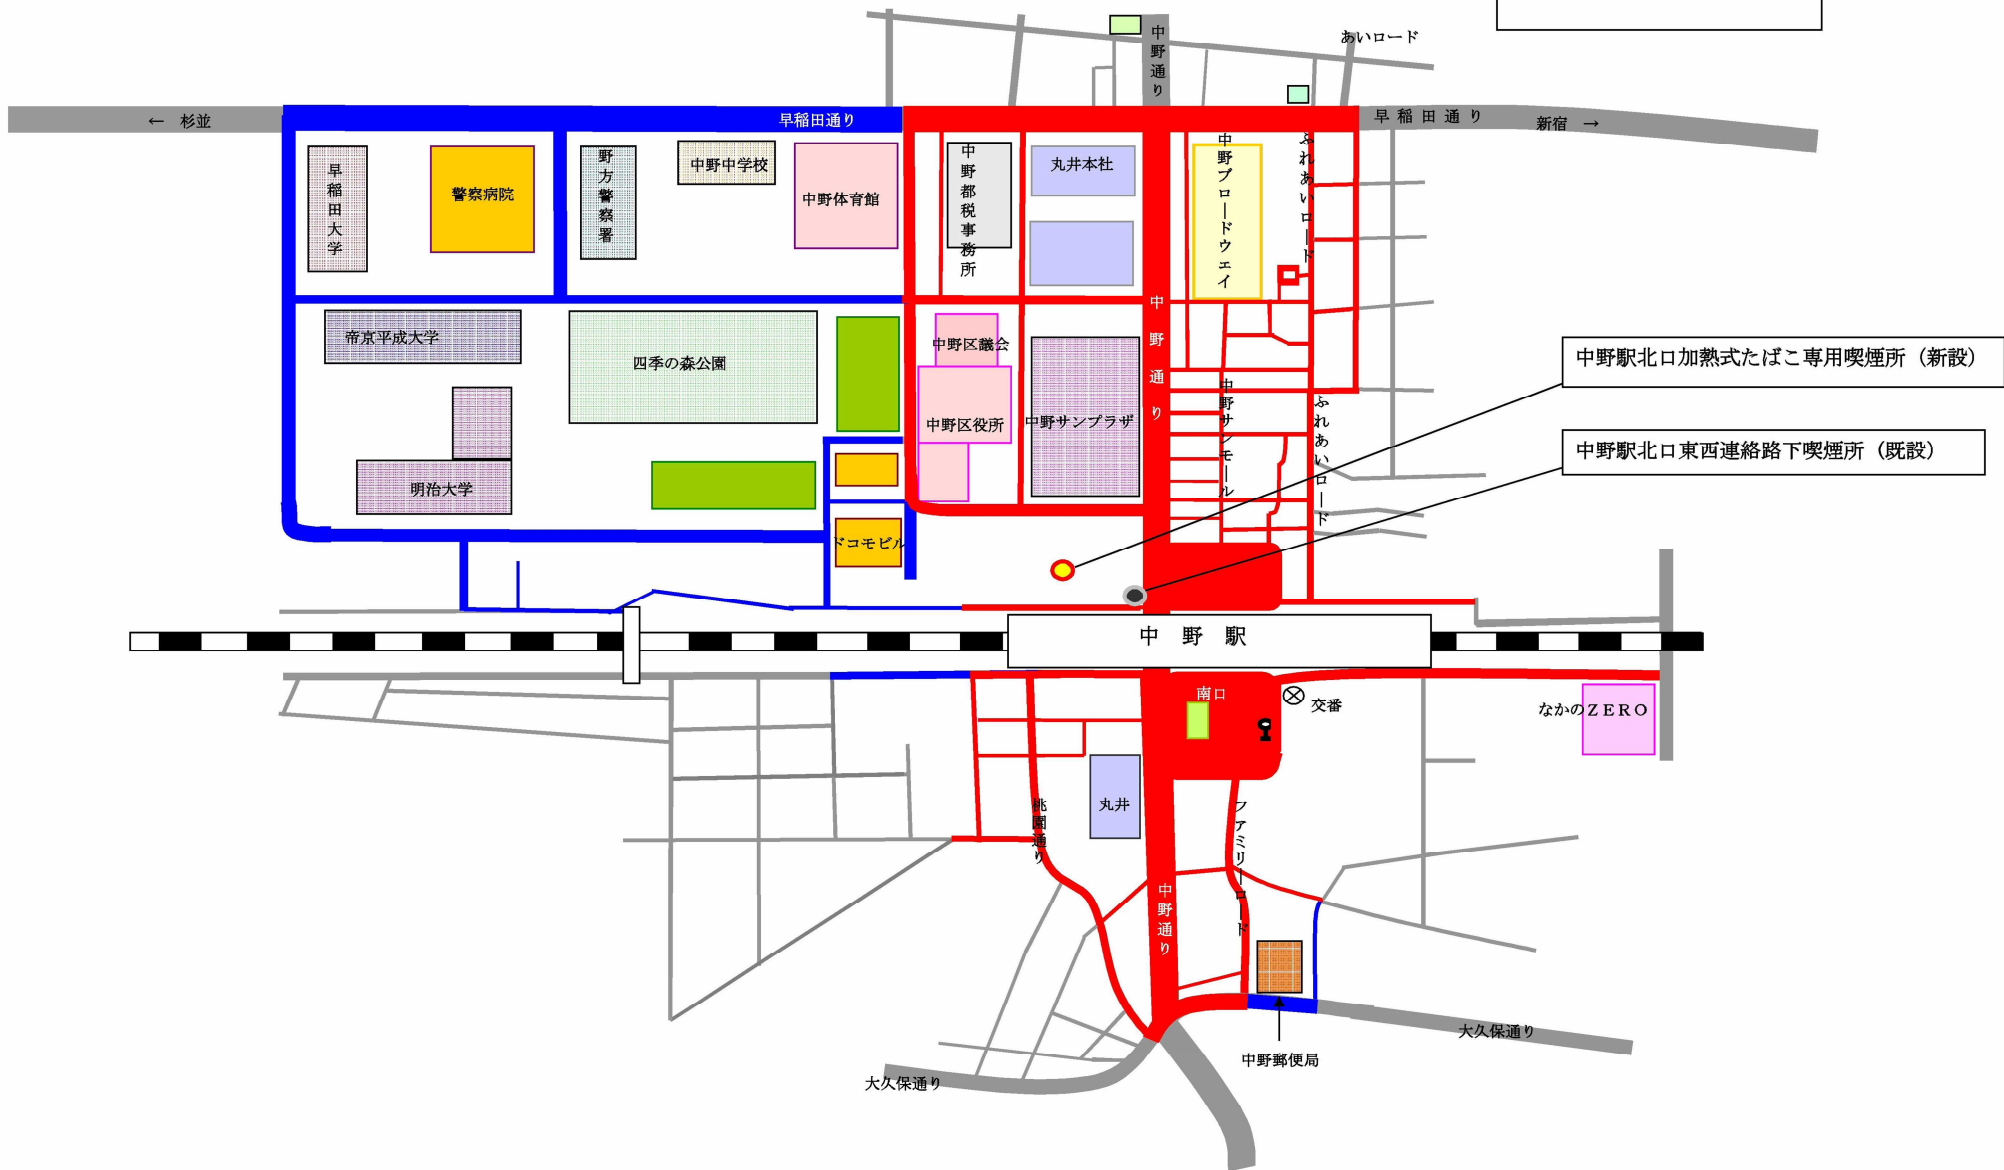 あいロード
中野通り
← 杉並
早稲田通り
早稲田通り
新宿 →
早稲田大学
警察病院
野方警察署
中野中学校
中野体育館
中野都税事務所
丸井本社
中野ブロードウェイ
ふれあいロード
帝京平成大学
四季の森公園
中野区議会
中野通り
中野駅北口加熱式たばこ専用喫煙所（新設）
中野区役所
中野サンプラザ
中野サンモール
ふれあいロード
中野駅北口東西連絡路下喫煙所（既設）
明治大学
ドコモビル
中 野 駅
南口
交番
なかのＺＥＲＯ
丸井
桃園通り
ファミリーロード
中野通り
大久保通り
中野郵便局
大久保通り